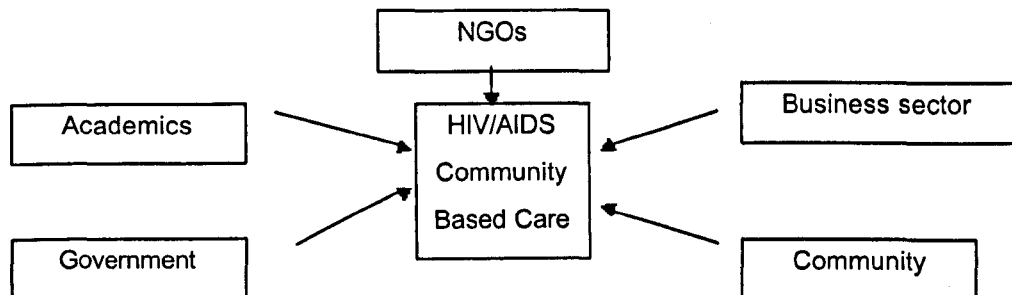 NGOs
Academics
HIV/AIDS
Community
Based Care
Business sector
Government
Community